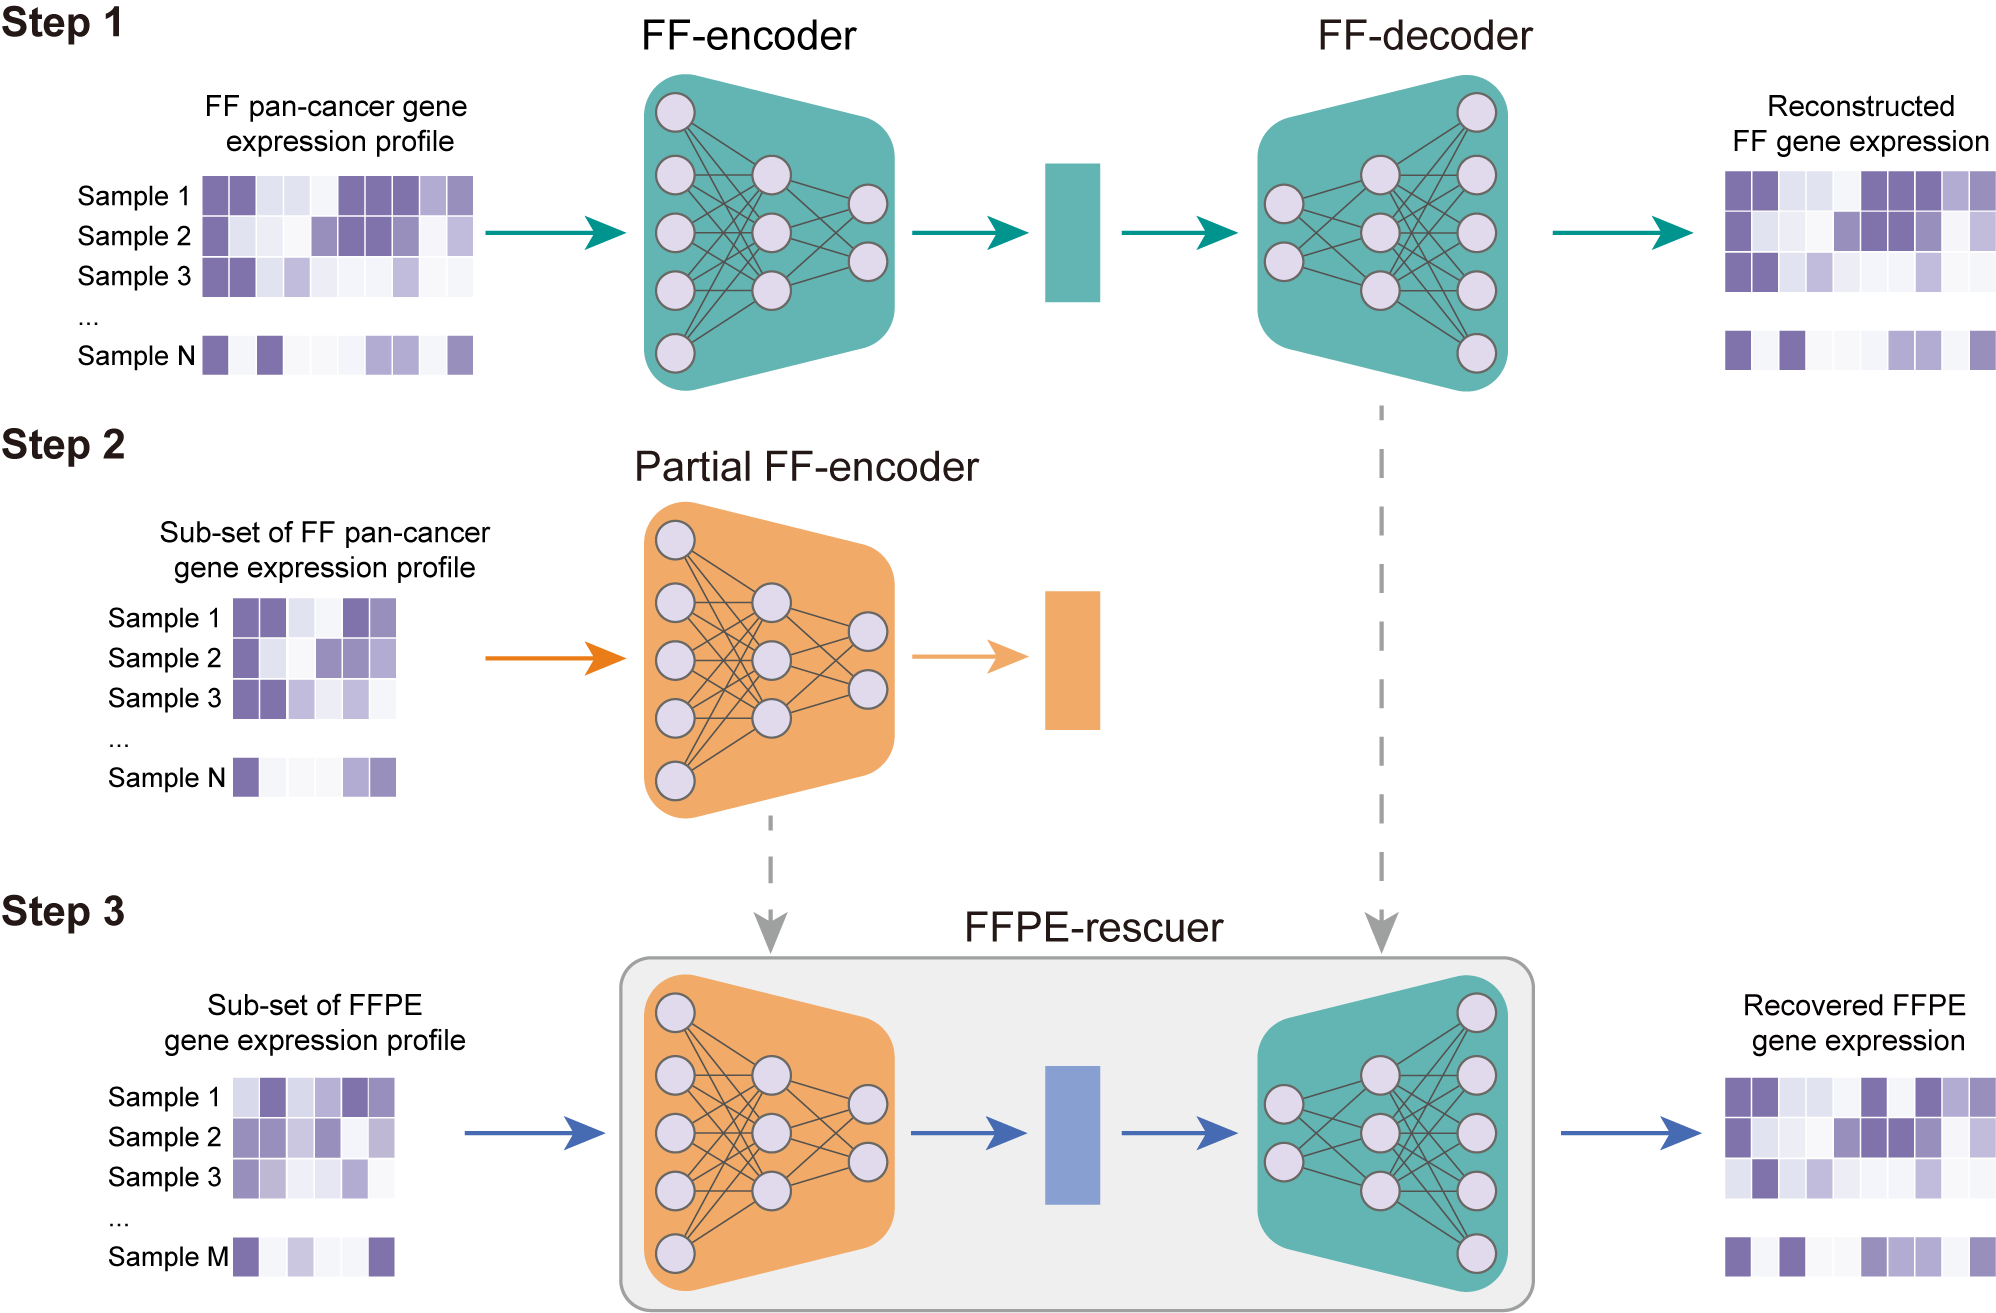 Step 1
FF-encoder
FF-decoder
FF pan-cancer gene
expression profile
Sample 1
Sample 2
Sample 3
...
Sample N
Reconstructed
FF gene expression
Step 2
Partial FF-encoder
Sub-set of FF pan-cancer
gene expression profile
Sample 1
Sample 2
Sample 3
...
Sample N
Step 3
FFPE-rescuer
Sub-set of FFPE
gene expression profile
Sample 1
Sample 2
Sample 3
...
Sample M
Recovered FFPE
gene expression